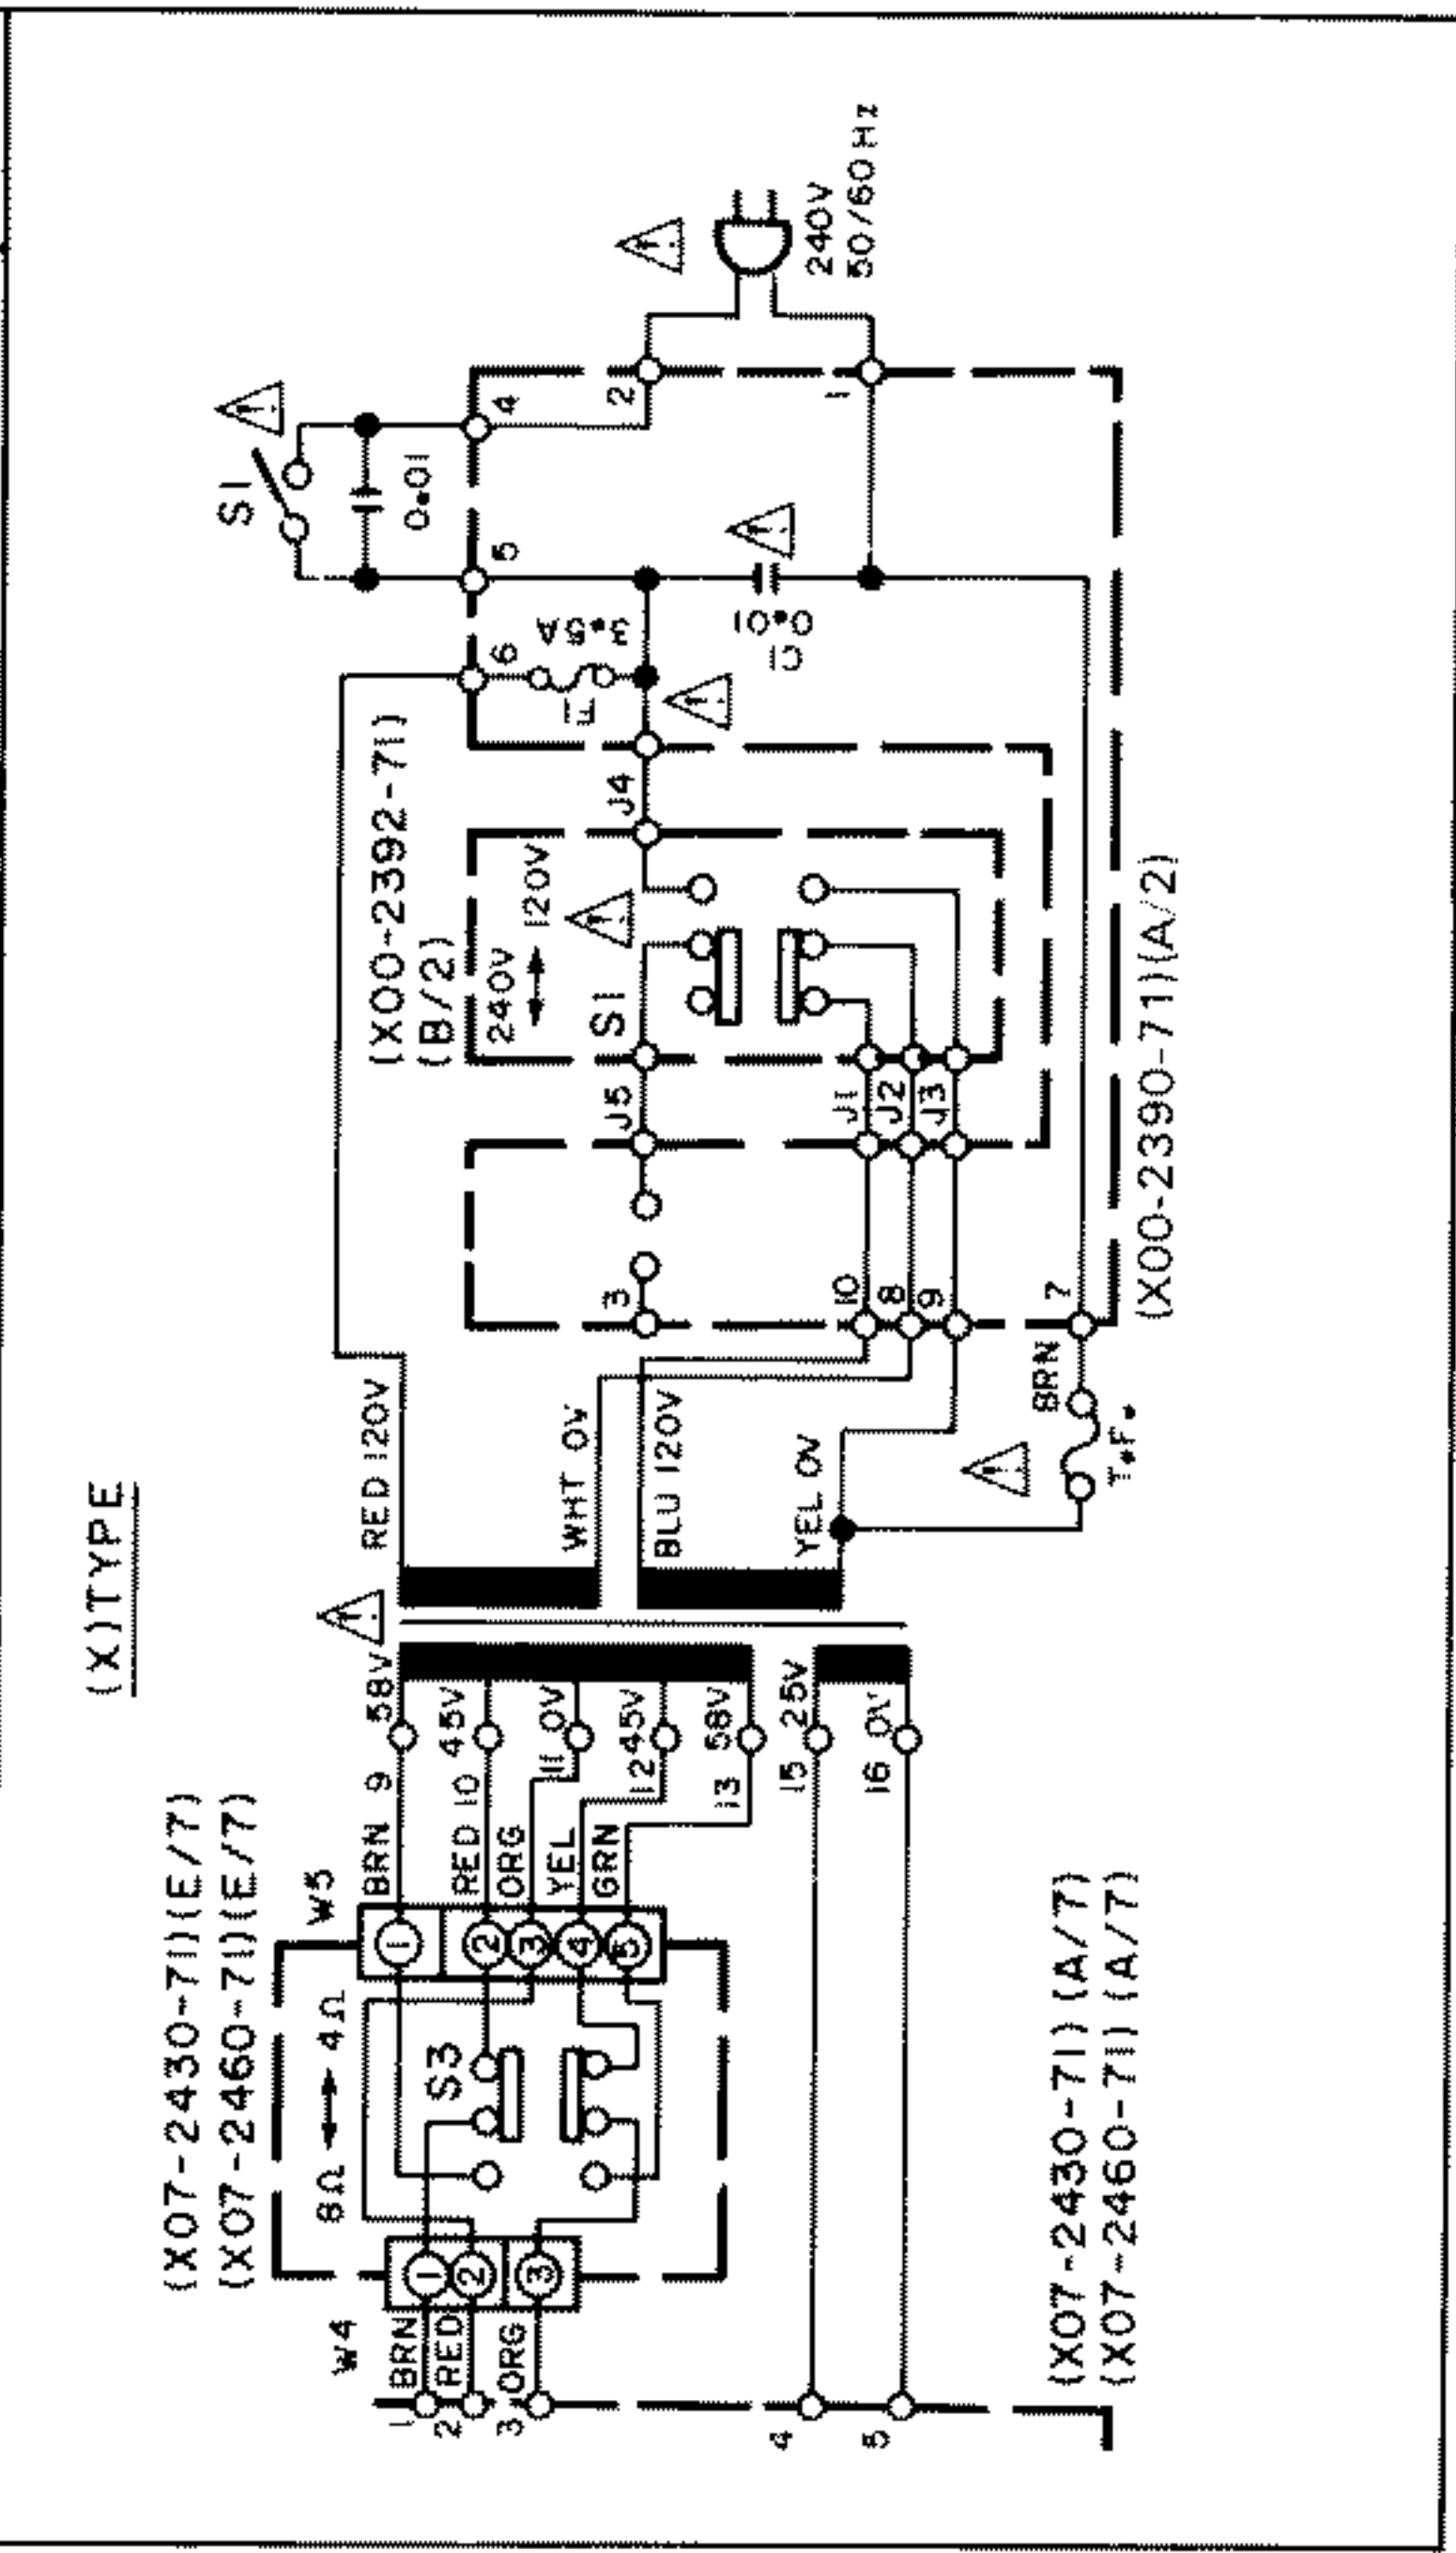 (X)TYPE
(X07-2430-71)(E/7)
(X07-2460-71)(E/7)
W4
BRN
RED
ORG
1
2
3
4
5
1
2
3
8Ω ↔ 4Ω
S3
W5
1
2
3
4
5
BRN 9
RED 10
ORG 11
YEL 12
GRN 13
15
16
58V
45V
0V
45V
58V
25V
0V
(X07-2430-71) (A/7)
(X07-2460-71) (A/7)
RED 120V
WHT 0V
BLU 120V
YEL 0V
BRN
T.F.
3
10
8
9
7
J5
J1
J2
J3
J4
(X00-2392-71)
(B/2)
240V ↔ 120V
S1
(X00-2390-71)(A/2)
6
5
4
2
1
F1
3.5A
C1
0.01
S1
0.01
240V
50/60Hz